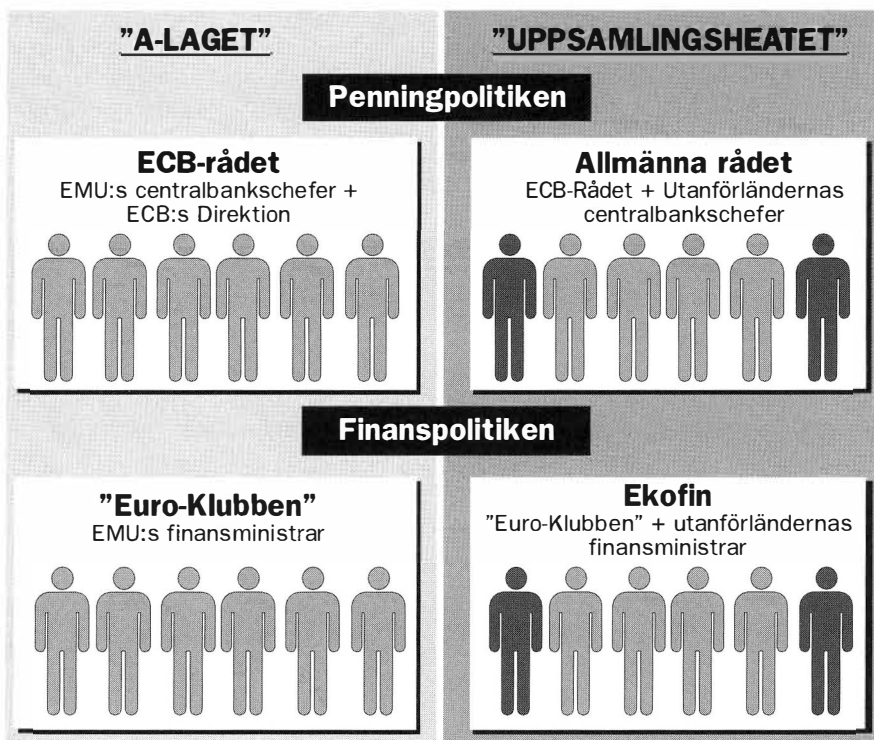 "A-LAGET"
"UPPSAMLINGSHEATET"
Penningpolitiken
ECB-rådet
EMU:s centralbankschefer +
ECB:s Direktion
Allmänna rådet
ECB-Rådet + Utanförländernas
centralbankschefer
Finanspolitiken
"Euro-Klubben"
EMU:s finansministrar
Ekofin
"Euro-Klubben" + utanförländernas
finansministrar